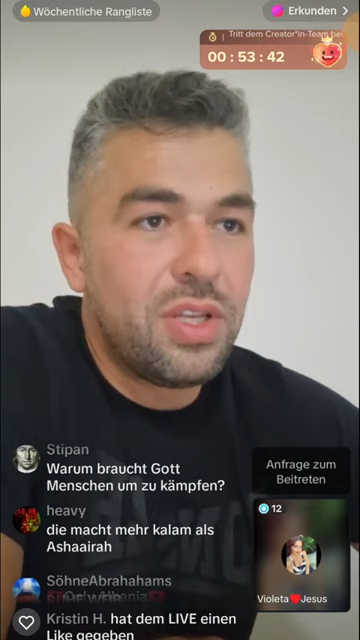 Wöchentliche Rangliste
Erkunden
Tritt dem Creator*in-Team bei
00 : 53 : 42
Stipan
Warum braucht Gott
Menschen um zu kämpfen?
Anfrage zum
Beitreten
heavy
die macht mehr kalam als
Ashaairah
12
SöhneAbrahahams
Only Albania
Violeta❤️Jesus
Kristin H. hat dem LIVE einen
Like gegeben